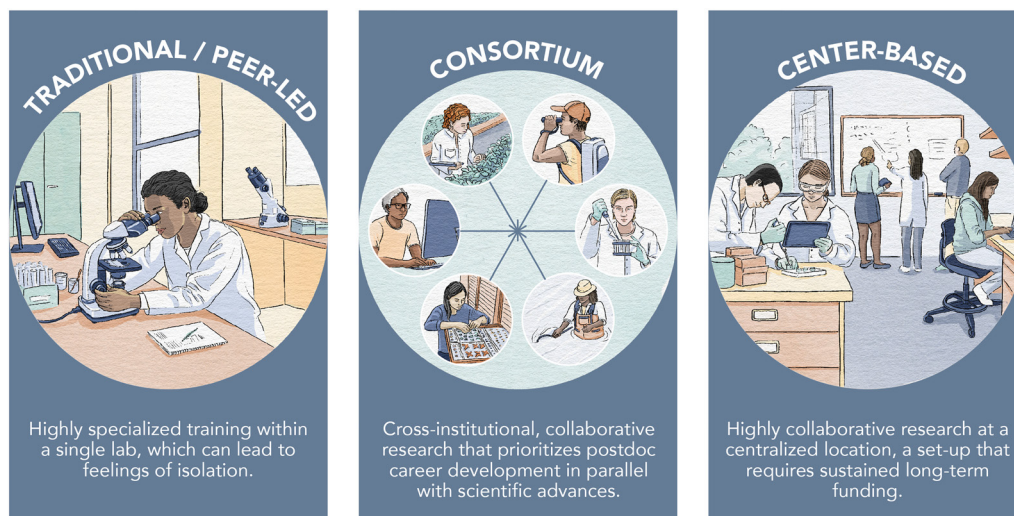 TRADITIONAL / PEER-LED
Highly specialized training within
a single lab, which can lead to
feelings of isolation.
CONSORTIUM
Cross-institutional, collaborative
research that prioritizes postdoc
career development in parallel
with scientific advances.
CENTER-BASED
Highly collaborative research at a
centralized location, a set-up that
requires sustained long-term
funding.